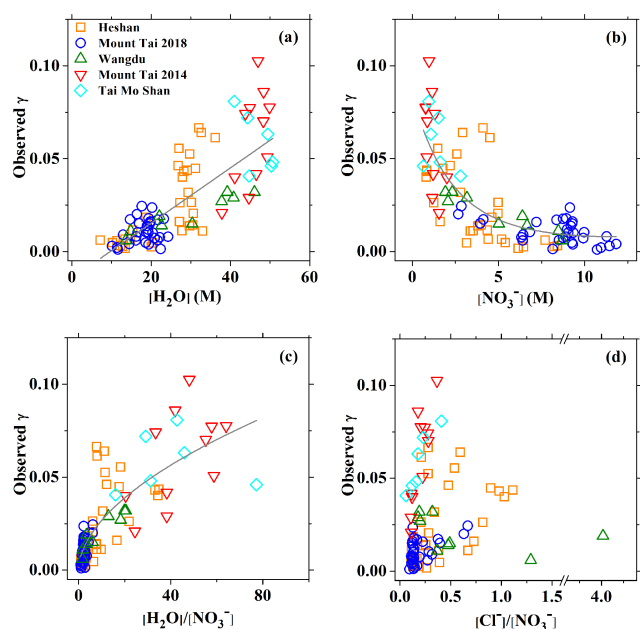 Heshan
Mount Tai 2018
Wangdu
Mount Tai 2014
Tai Mo Shan
(a)
Observed γ
0.10
0.05
0.00
0 20 40 60
[H₂O] (M)
(b)
Observed γ
0.10
0.05
0.00
0 5 10
[NO₃⁻] (M)
(c)
Observed γ
0.10
0.05
0.00
0 40 80
[H₂O]/[NO₃⁻]
(d)
Observed γ
0.10
0.05
0.00
0.0 0.5 1.0 1.5 4.0
[Cl⁻]/[NO₃⁻]